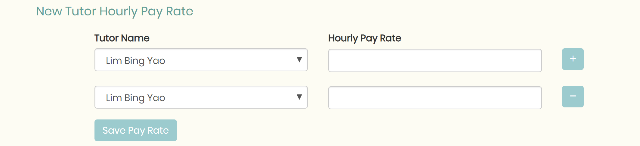 New Tutor Hourly Pay Rate
Tutor Name Hourly Pay Rate
Lim Bing Yao +
Lim Bing Yao -
Save Pay Rate